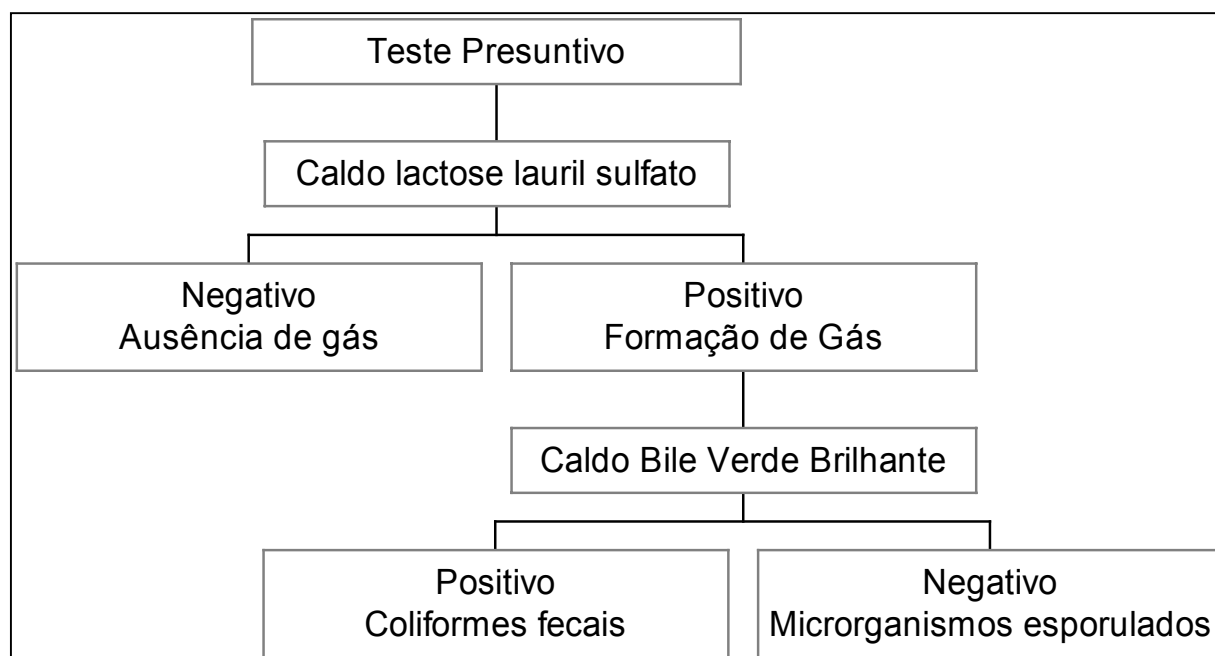 Teste Presuntivo
Caldo lactose lauril sulfato
Negativo
Ausência de gás
Positivo
Formação de Gás
Caldo Bile Verde Brilhante
Positivo
Coliformes fecais
Negativo
Microrganismos esporulados